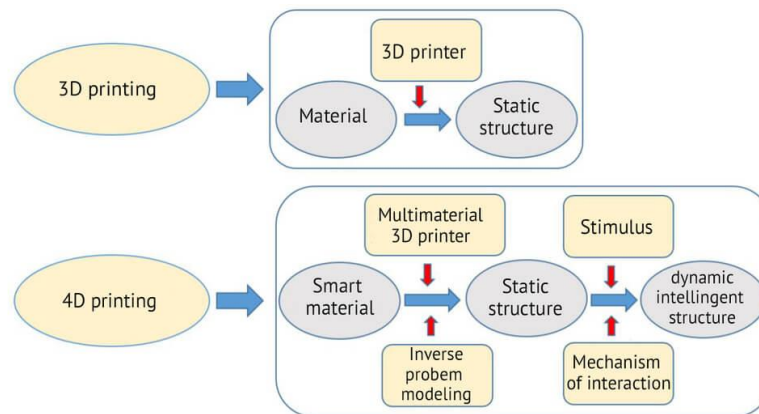 3D printing
3D printer
Material
Static
structure
4D printing
Multimaterial
3D printer
Stimulus
Smart
material
Static
structure
dynamic
intellingent
structure
Inverse
probem
modeling
Mechanism
of interaction